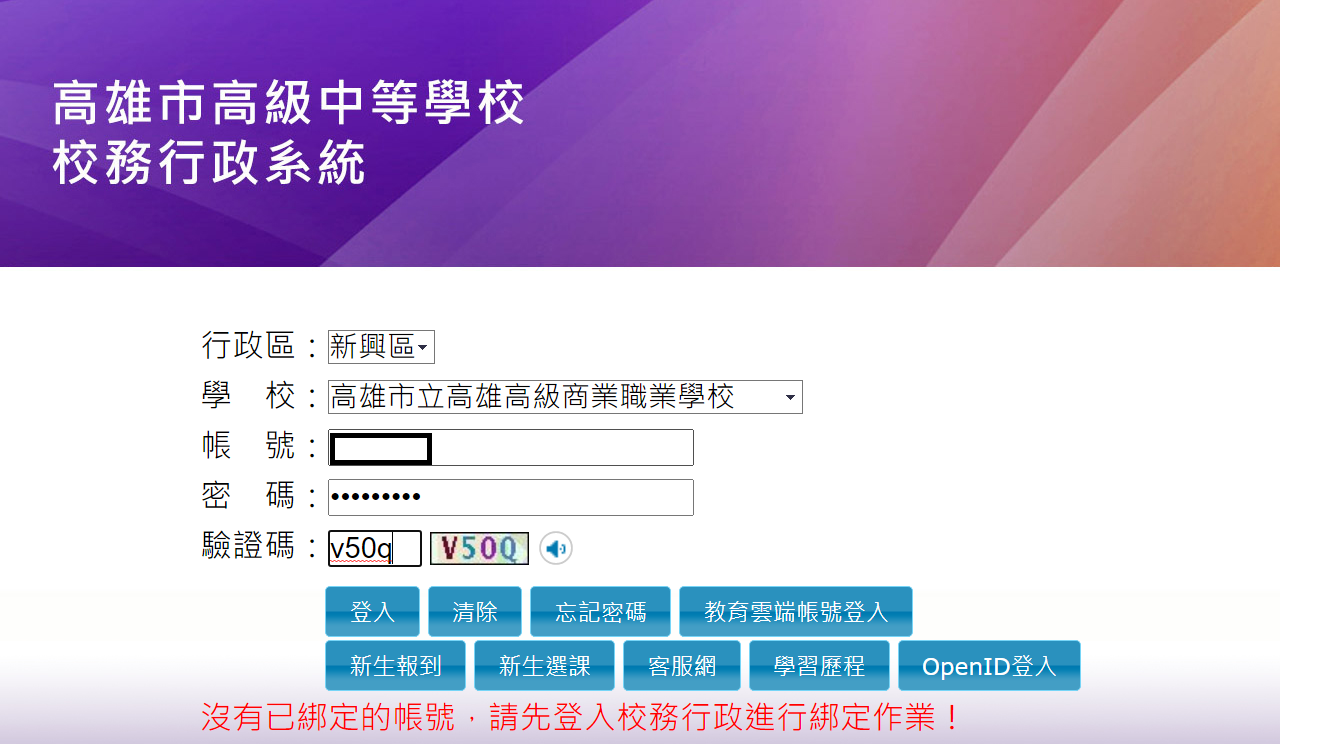 高雄市高級中等學校
校務行政系統
行政區：新興區
學　校：高雄市立高雄高級商業職業學校
帳　號：
密　碼：•••••••••
驗證碼：v50q V50Q
登入 清除 忘記密碼 教育雲端帳號登入
新生報到 新生選課 客服網 學習歷程 OpenID登入
沒有已綁定的帳號，請先登入校務行政進行綁定作業！